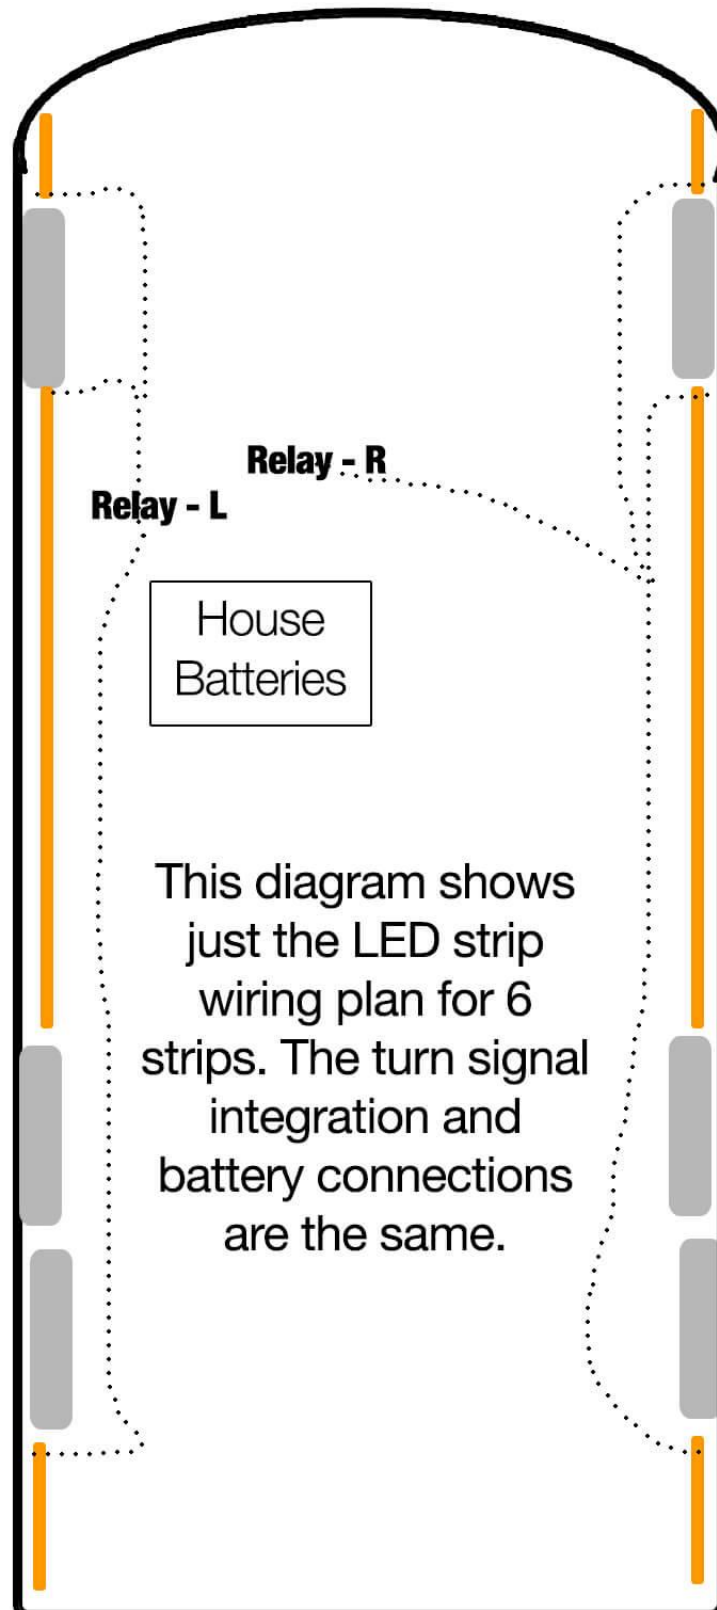 Relay - R
Relay - L
House
Batteries
This diagram shows
just the LED strip
wiring plan for 6
strips. The turn signal
integration and
battery connections
are the same.